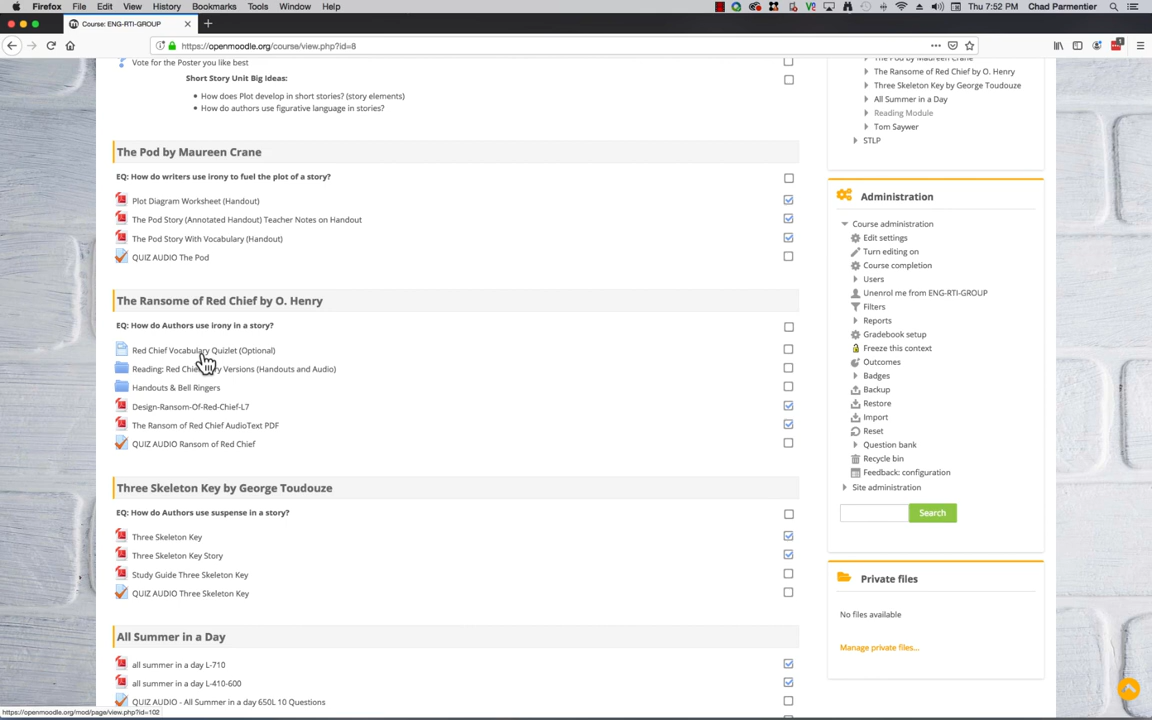 Firefox File Edit View History Bookmarks Tools Window Help Thu 7:52 PM Chad Parmentier
Course: ENG-RTI-GROUP
https://openmoodle.org/course/view.php?id=8
Vote for the Poster you like best
Short Story Unit Big Ideas:
How does Plot develop in short stories? (story elements)
How do authors use figurative language in stories?
The Pod by Maureen Crane
EQ: How do writers use irony to fuel the plot of a story?
Plot Diagram Worksheet (Handout)
The Pod Story (Annotated Handout) Teacher Notes on Handout
The Pod Story With Vocabulary (Handout)
QUIZ AUDIO The Pod
The Ransome of Red Chief by O. Henry
EQ: How do Authors use irony in a story?
Red Chief Vocabulary Quizlet (Optional)
Reading: Red Chief Versions (Handouts and Audio)
Handouts & Bell Ringers
Design-Ransom-Of-Red-Chief-L7
The Ransom of Red Chief AudioText PDF
QUIZ AUDIO Ransom of Red Chief
Three Skeleton Key by George Toudouze
EQ: How do Authors use suspense in a story?
Three Skeleton Key
Three Skeleton Key Story
Study Guide Three Skeleton Key
QUIZ AUDIO Three Skeleton Key
All Summer in a Day
all summer in a day L-710
all summer in a day L-410-600
QUIZ AUDIO - All Summer in a day 650L 10 Questions
https://openmoodle.org/mod/page/view.php?id=102
The Pod by Maureen Crane
The Ransome of Red Chief by O. Henry
Three Skeleton Key by George Toudouze
All Summer in a Day
Reading Module
Tom Saywer
STLP
Administration
Course administration
Edit settings
Turn editing on
Course completion
Users
Unenrol me from ENG-RTI-GROUP
Filters
Reports
Gradebook setup
Freeze this context
Outcomes
Badges
Backup
Restore
Import
Reset
Question bank
Recycle bin
Feedback: configuration
Site administration
Search
Private files
No files available
Manage private files...